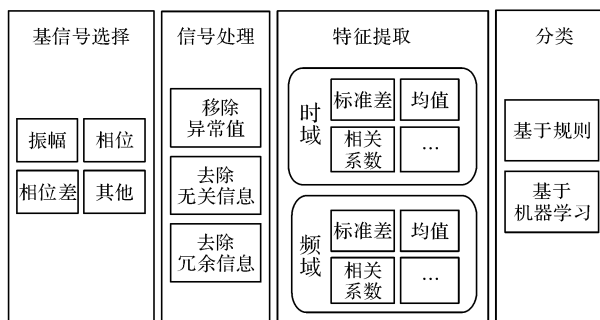 基信号选择
振幅
相位
相位差
其他
信号处理
移除
异常值
去除
无关信息
去除
冗余信息
特征提取
时域
标准差
均值
相关
系数
…
频域
标准差
均值
相关
系数
…
分类
基于规则
基于
机器学习